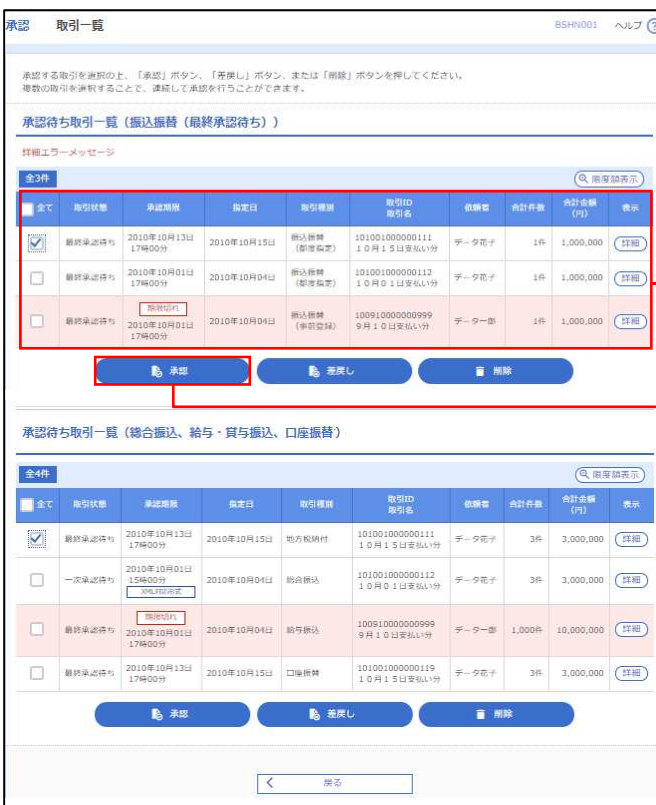 承認 取引一覧 BSHN001 ヘルプ ?
承認する取引を選択の上、「承認」ボタン、「差戻し」ボタン、または「削除」ボタンを押してください。
複数の取引を選択することで、連続して承認を行うことができます。
承認待ち取引一覧（振込振替（最終承認待ち））
詳細エラーメッセージ
全3件 限度額表示
全て 取引状態 承認期限 指定日 取引種別 取引ID 取引名 依頼者 合計件数 合計金額(円) 表示
最終承認待ち 2010年10月13日 17時00分 2010年10月15日 振込振替（都度指定） 101001000000111 １０月１５日支払い分 データ花子 1件 1,000,000 詳細
最終承認待ち 2010年10月01日 17時00分 2010年10月04日 振込振替（都度指定） 101001000000112 １０月０１日支払い分 データ花子 1件 1,000,000 詳細
最終承認待ち 期限切れ 2010年10月01日 17時00分 2010年10月04日 振込振替（事前登録） 100910000000999 ９月１０日支払い分 データ一郎 1件 1,000,000 詳細
承認 差戻し 削除
承認待ち取引一覧（総合振込、給与・賞与振込、口座振替）
全4件 限度額表示
全て 取引状態 承認期限 指定日 取引種別 取引ID 取引名 依頼者 合計件数 合計金額(円) 表示
最終承認待ち 2010年10月13日 17時00分 2010年10月15日 地方税納付 101001000000111 １０月１５日支払い分 データ花子 3件 3,000,000 詳細
一次承認待ち 2010年10月01日 15時00分 XML対応形式 2010年10月04日 総合振込 101001000000112 １０月０１日支払い分 データ花子 3件 3,000,000 詳細
最終承認待ち 期限切れ 2010年10月01日 17時00分 2010年10月04日 給与振込 100910000000999 ９月１０日支払い分 データ一郎 1,000件 10,000,000 詳細
最終承認待ち 2010年10月13日 17時00分 2010年10月15日 口座振替 101001000000119 １０月１５日支払い分 データ花子 3件 3,000,000 詳細
承認 差戻し 削除
戻る